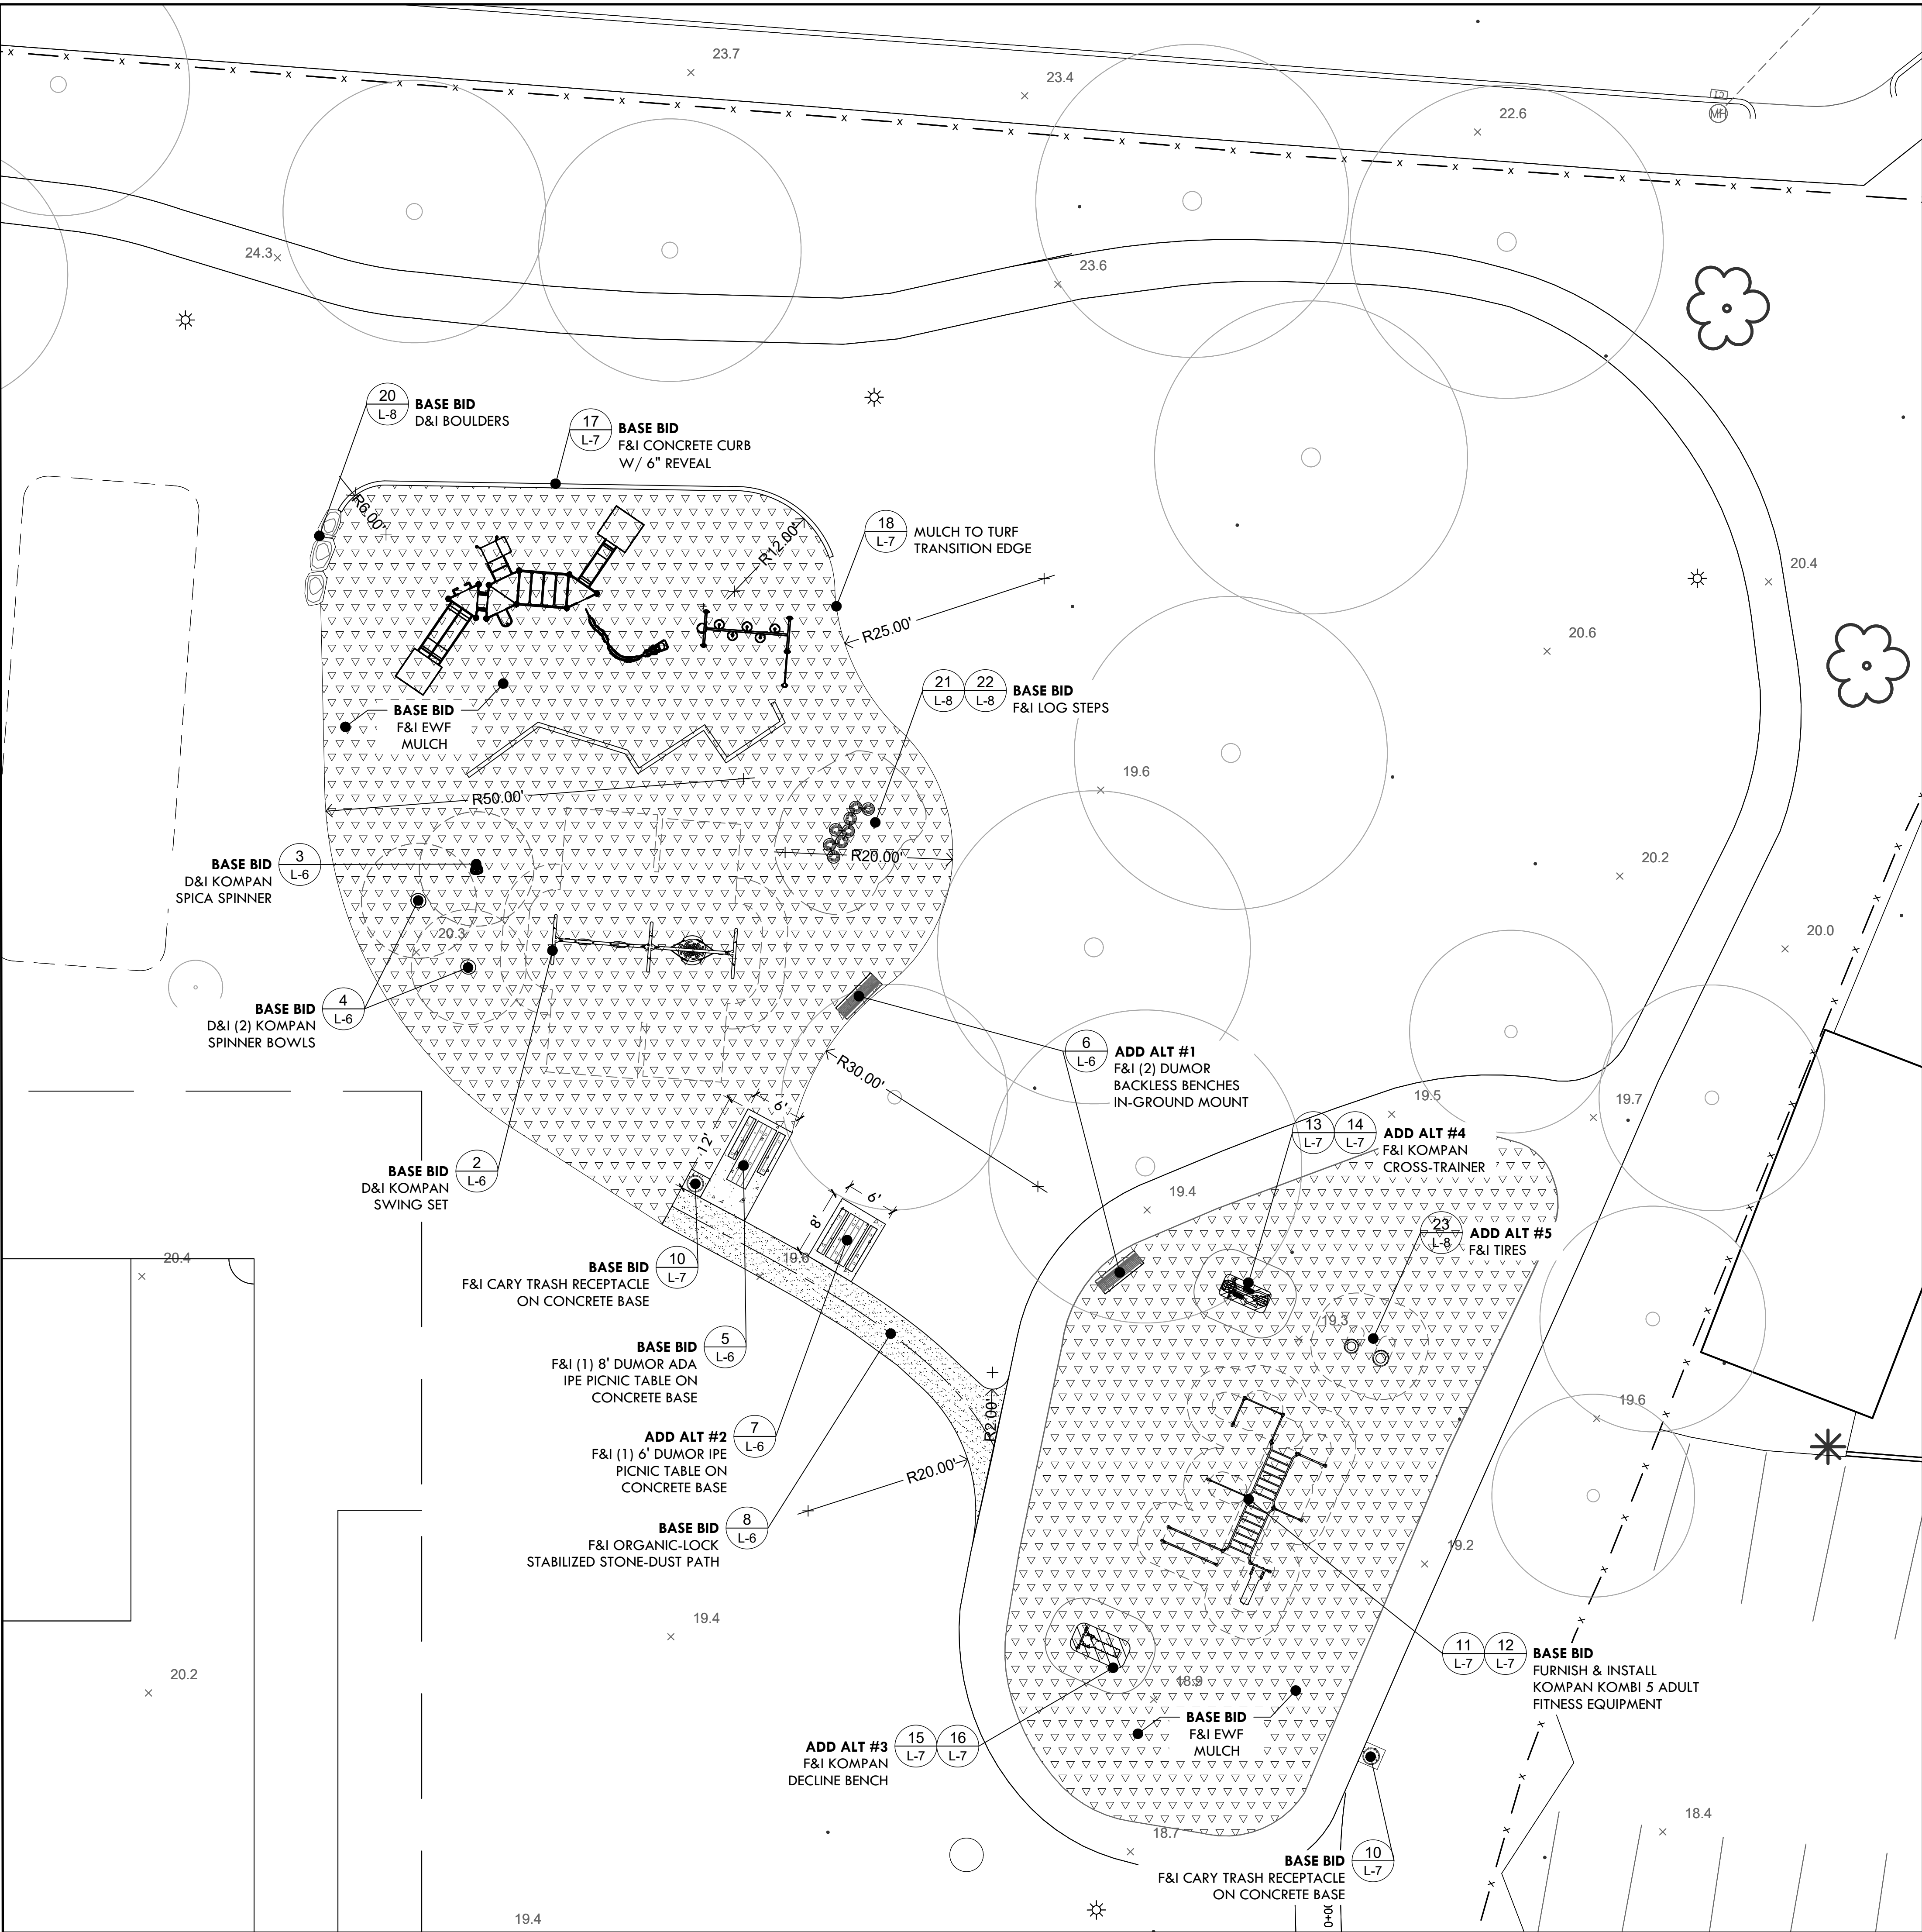 23.7
23.4
22.6
MH
24.3
23.6
20
L-8
BASE BID
D&I BOULDERS
17
L-7
BASE BID
F&I CONCRETE CURB
W/ 6" REVEAL
R6.00'
R12.00'
18
L-7
MULCH TO TURF
TRANSITION EDGE
20.4
R25.00'
20.6
21
L-8
22
L-8
BASE BID
F&I LOG STEPS
BASE BID
F&I EWF
MULCH
19.6
R50.00'
R20.00'
20.2
3
L-6
BASE BID
D&I KOMPAN
SPICA SPINNER
20.3
20.0
4
L-6
BASE BID
D&I (2) KOMPAN
SPINNER BOWLS
6
L-6
ADD ALT #1
F&I (2) DUMOR
BACKLESS BENCHES
IN-GROUND MOUNT
R30.00'
19.5
19.7
6'
12'
13
L-7
14
L-7
ADD ALT #4
F&I KOMPAN
CROSS-TRAINER
2
L-6
BASE BID
D&I KOMPAN
SWING SET
19.4
6'
8'
23
L-8
ADD ALT #5
F&I TIRES
20.4
19.6
10
L-7
BASE BID
F&I CARY TRASH RECEPTACLE
ON CONCRETE BASE
19.3
5
L-6
BASE BID
F&I (1) 8' DUMOR ADA
IPE PICNIC TABLE ON
CONCRETE BASE
R2.00'
19.6
7
L-6
ADD ALT #2
F&I (1) 6' DUMOR IPE
PICNIC TABLE ON
CONCRETE BASE
R20.00'
8
L-6
BASE BID
F&I ORGANIC-LOCK
STABILIZED STONE-DUST PATH
19.2
19.4
20.2
11
L-7
12
L-7
BASE BID
FURNISH & INSTALL
KOMPAN KOMBI 5 ADULT
FITNESS EQUIPMENT
18.9
BASE BID
F&I EWF
MULCH
15
L-7
16
L-7
ADD ALT #3
F&I KOMPAN
DECLINE BENCH
18.4
18.7
10
L-7
BASE BID
F&I CARY TRASH RECEPTACLE
ON CONCRETE BASE
19.4